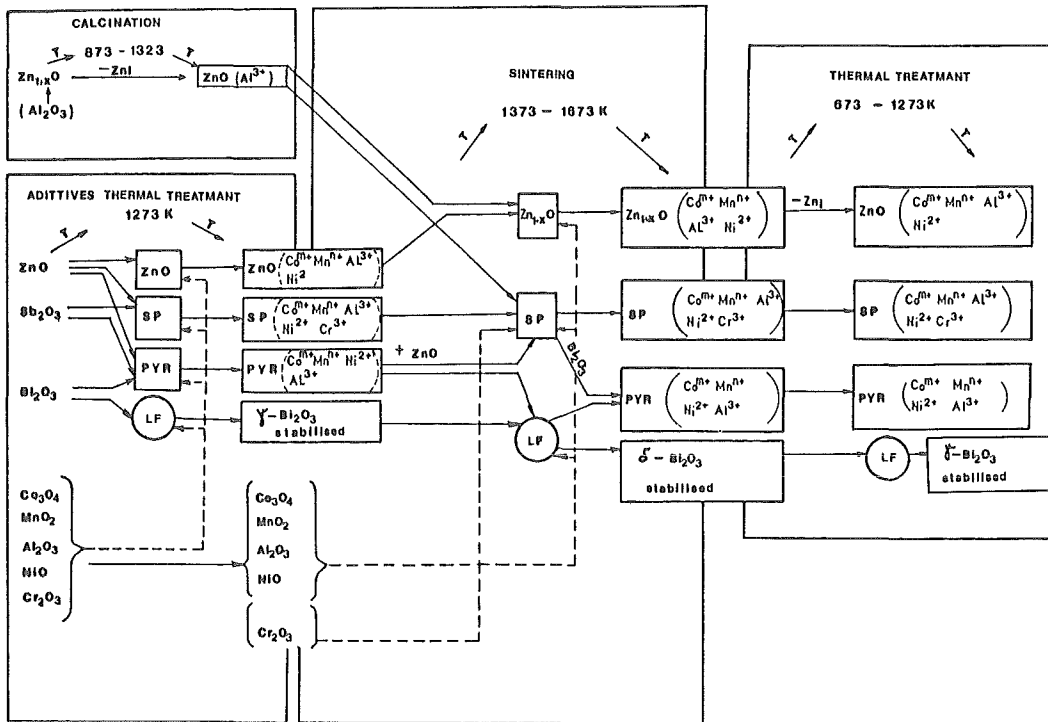 CALCINATION
T 873 – 1323 T
Zn₁₊ₓO –Znᵢ ZnO (Al³⁺)
(Al₂O₃)
SINTERING
1373 – 1673 K
T T
THERMAL TREATMANT
673 – 1273K
T T
ADITTIVES THERMAL TREATMANT
1273 K
T T
ZnO
Sb₂O₃
Bi₂O₃
ZnO
SP
PYR
LF
ZnO (Coᵐ⁺Mnⁿ⁺Al³⁺
Ni²)
SP (Coᵐ⁺Mnⁿ⁺Al³⁺
Ni²⁺ Cr³⁺)
PYR (Coᵐ⁺Mnⁿ⁺Ni²⁺
Al³⁺)
γ–Bi₂O₃
stabilised
+ ZnO
Co₃O₄
MnO₂
Al₂O₃
NiO
Cr₂O₃
Co₃O₄
MnO₂
Al₂O₃
NiO
Cr₂O₃
Zn₁₊ₓO
SP
Bi₂O₃
LF
Zn₁₊ₓO (Coᵐ⁺ Mnⁿ⁺
AL³⁺ Ni²⁺)
SP (Coᵐ⁺ Mnⁿ⁺ Al³⁺
Ni²⁺Cr³⁺)
PYR (Coᵐ⁺ Mnⁿ⁺
Ni²⁺ Al³⁺)
δ – Bi₂O₃
stabilised
–Znᵢ
ZnO (Coᵐ⁺ Mnⁿ⁺ Al³⁺
Ni²⁺)
SP (Coᵐ⁺ Mnⁿ⁺ Al³⁺
Ni²⁺Cr³⁺)
PYR (Coᵐ⁺ Mnⁿ⁺
Ni²⁺ Al³⁺)
LF
γ–Bi₂O₃
stabilised